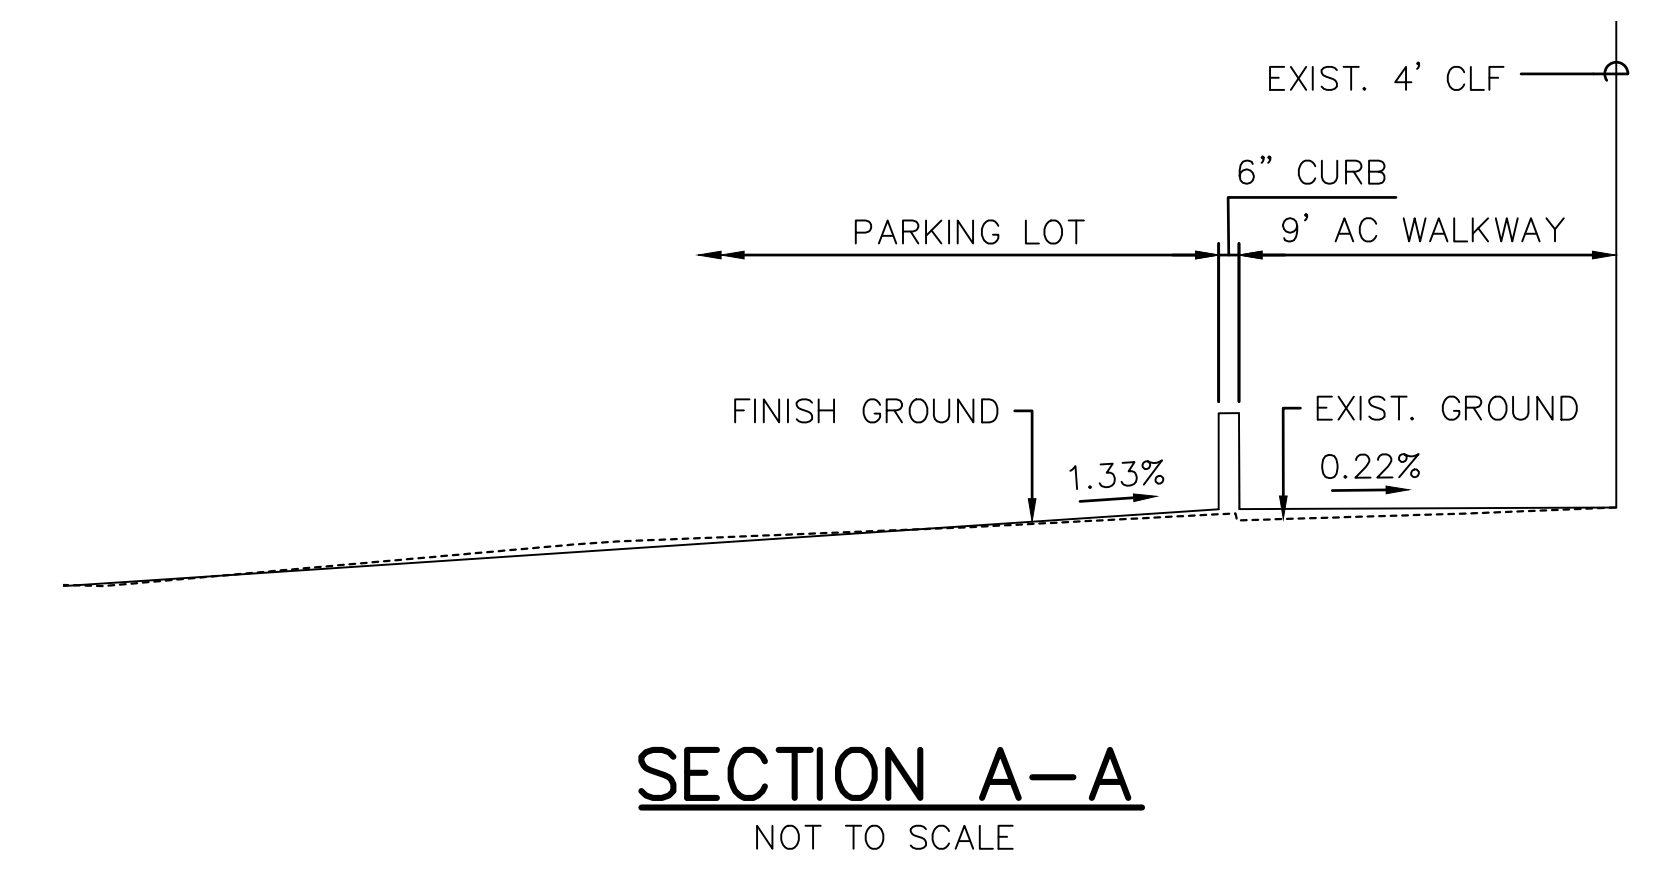 EXIST. 4' CLF
6" CURB
PARKING LOT
9' AC WALKWAY
FINISH GROUND
EXIST. GROUND
1.33%
0.22%
SECTION A-A
NOT TO SCALE